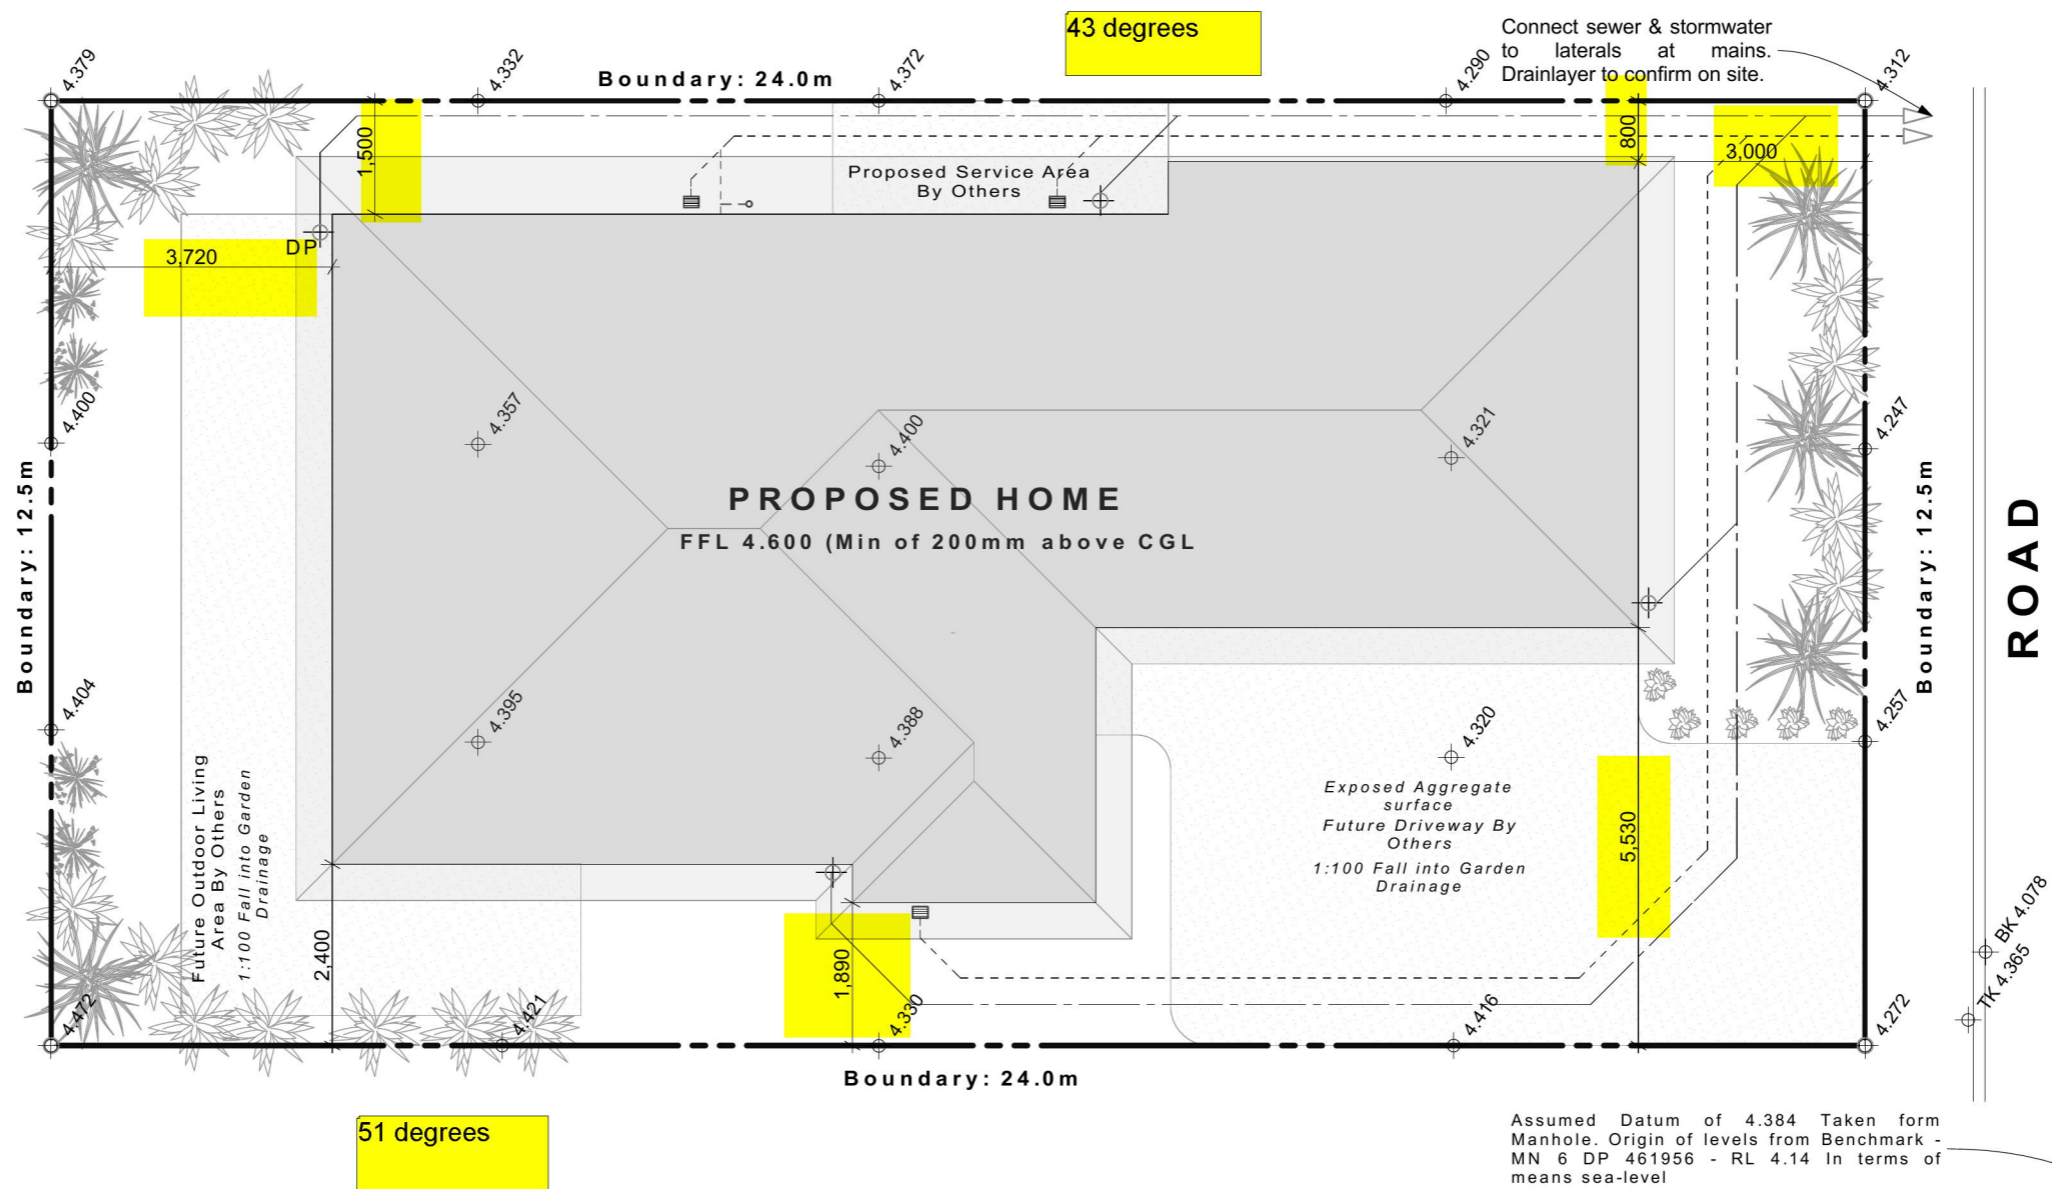 43 degrees
Connect sewer & stormwater
to laterals at mains.
Drainlayer to confirm on site.
4.379
4.332
Boundary: 24.0m
4.372
4.290
4.312
1,500
800
3,000
Proposed Service Area
By Others
DP
3,720
4.400
4.357
4.400
4.321
4.247
PROPOSED HOME
FFL 4.600 (Min of 200mm above CGL
Boundary: 12.5m
Boundary: 12.5m
ROAD
4.404
4.395
4.388
4.320
4.257
Future Outdoor Living
Area By Others
1:100 Fall into Garden
Drainage
Exposed Aggregate
surface
Future Driveway By
Others
1:100 Fall into Garden
Drainage
5,530
2,400
1,890
BK 4.078
TK 4.365
4.472
4.421
4.330
4.416
4.272
Boundary: 24.0m
51 degrees
Assumed Datum of 4.384 Taken form
Manhole. Origin of levels from Benchmark -
MN 6 DP 461956 - RL 4.14 In terms of
means sea-level